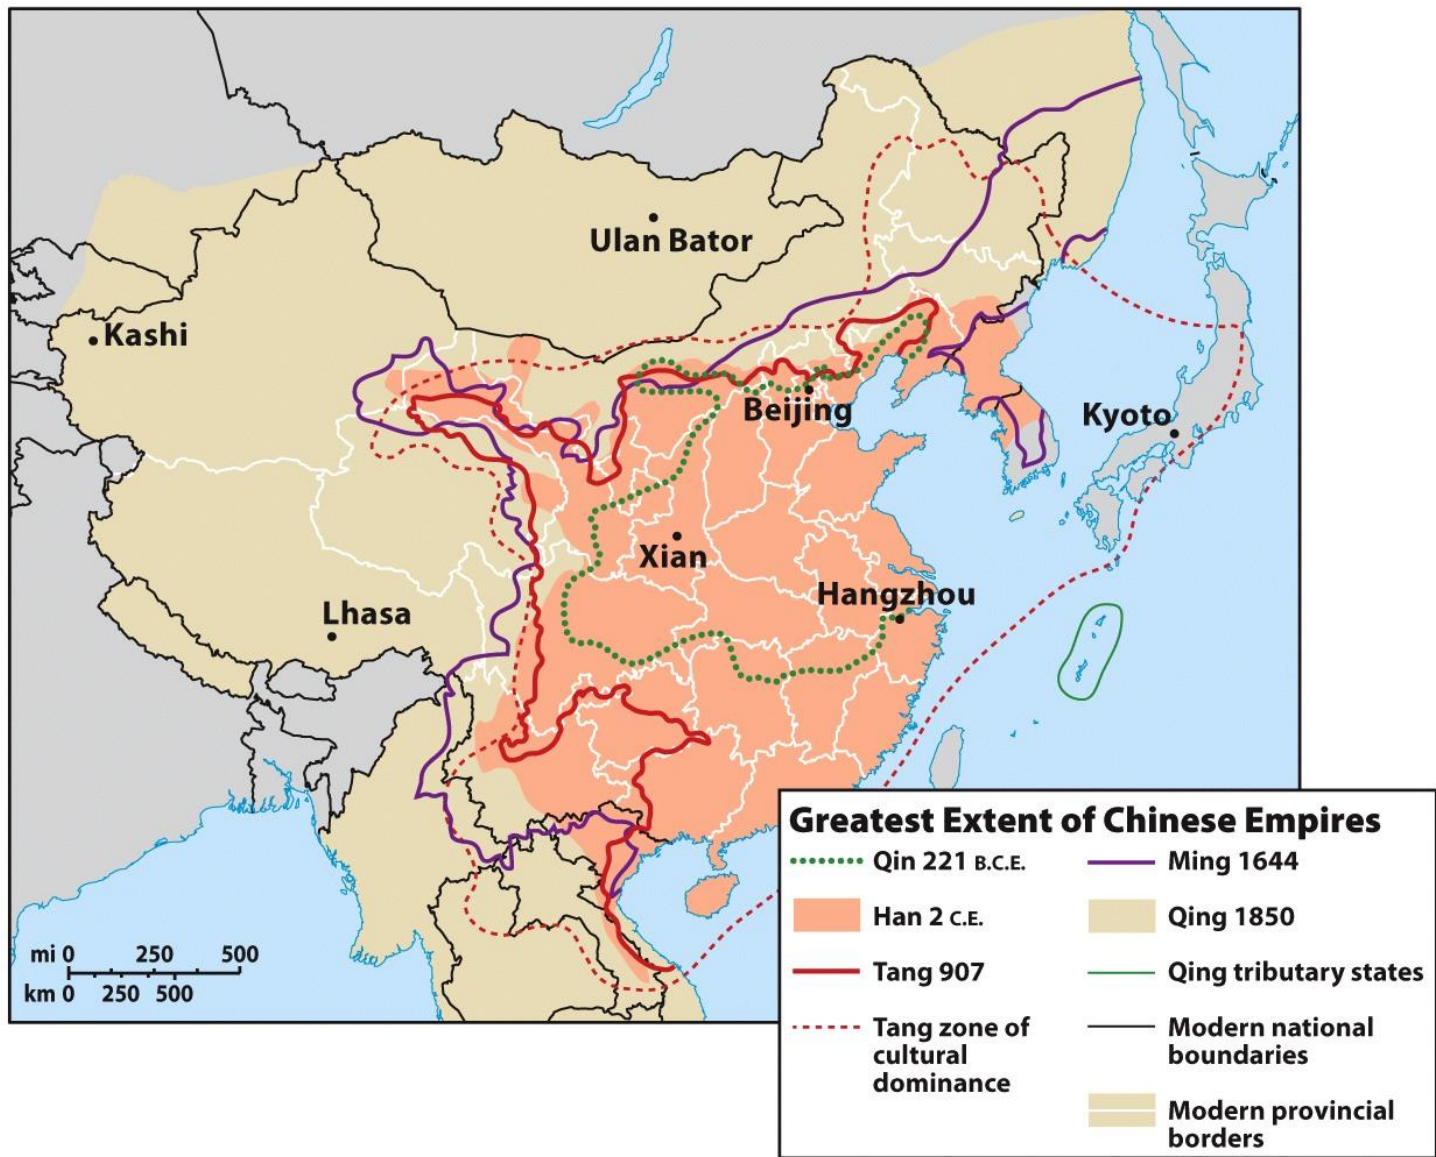 Ulan Bator
Kashi
Beijing
Kyoto
Xian
Hangzhou
Lhasa
mi 0 250 500
km 0 250 500
Greatest Extent of Chinese Empires
Qin 221 B.C.E.
Han 2 C.E.
Tang 907
Tang zone of
cultural
dominance
Ming 1644
Qing 1850
Qing tributary states
Modern national
boundaries
Modern provincial
borders